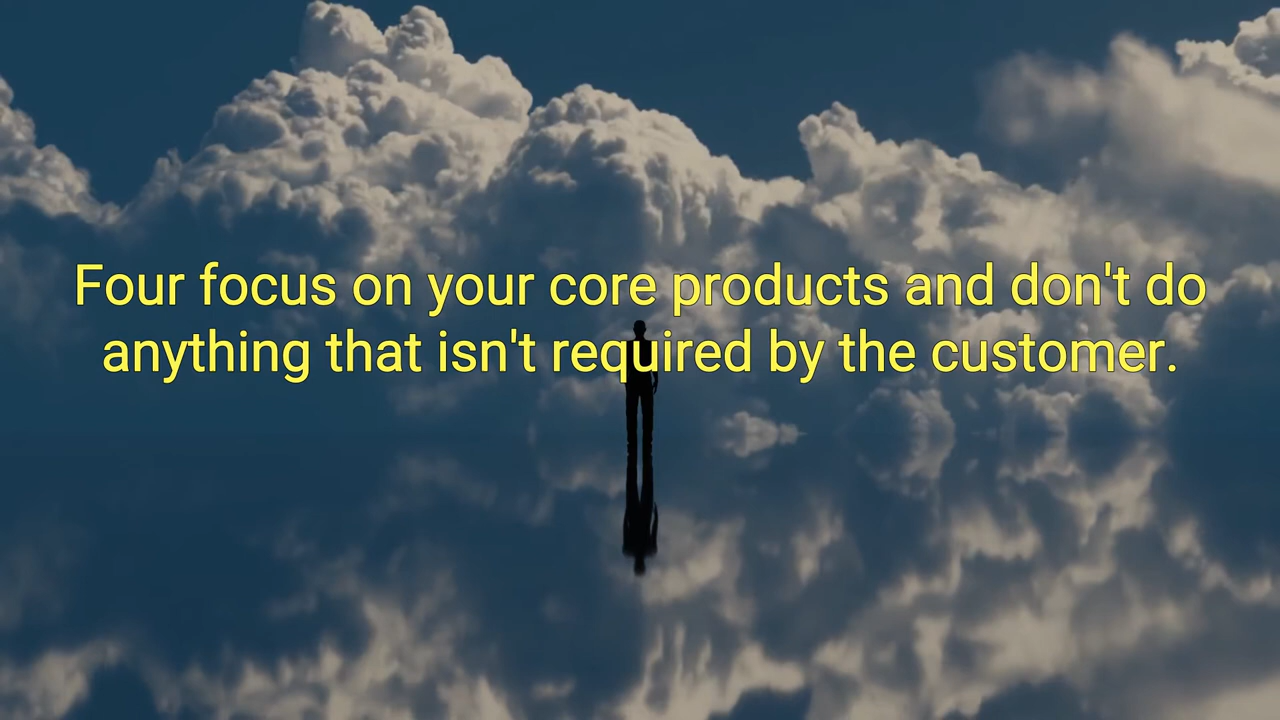 Four focus on your core products and don't do
anything that isn't required by the customer.